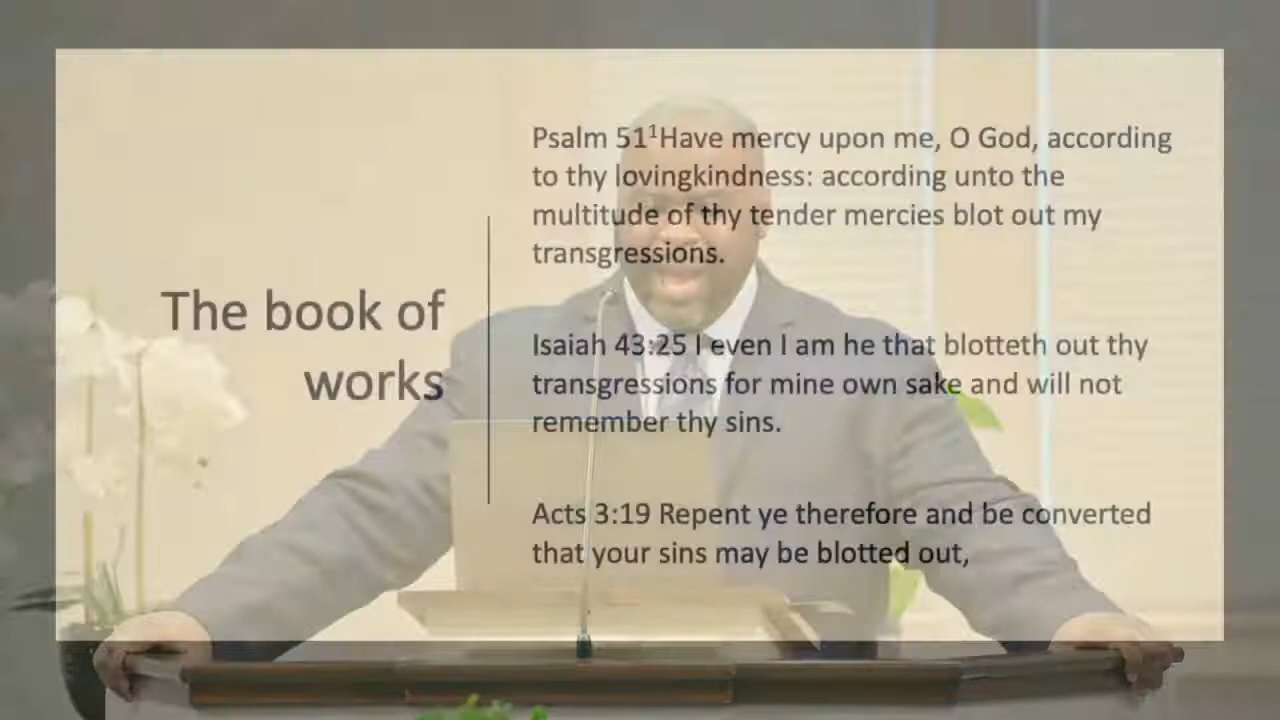 The book of
works
Psalm 51¹Have mercy upon me, O God, according
to thy lovingkindness: according unto the
multitude of thy tender mercies blot out my
transgressions.
Isaiah 43:25 I even I am he that blotteth out thy
transgressions for mine own sake and will not
remember thy sins.
Acts 3:19 Repent ye therefore and be converted
that your sins may be blotted out,